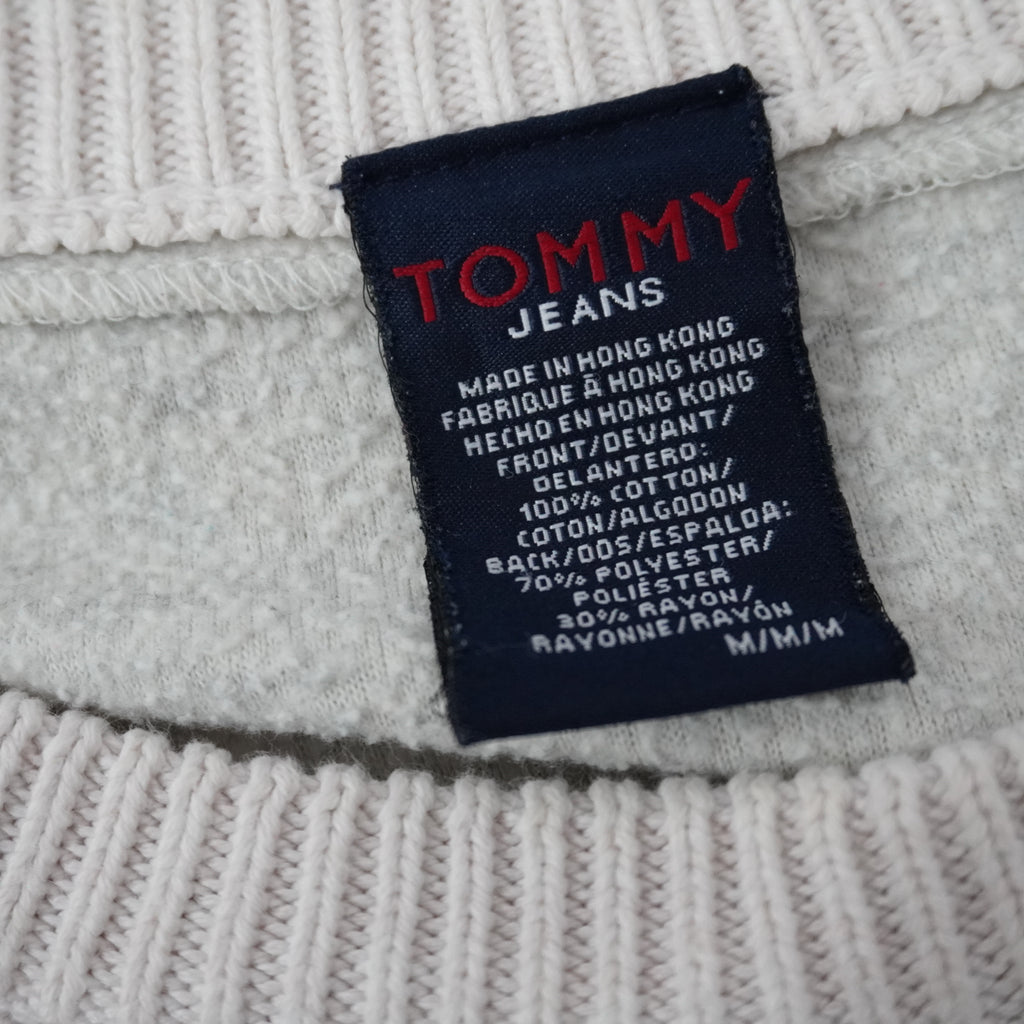 TOMMY
JEANS
MADE IN HONG KONG
FABRIQUE À HONG KONG
HECHO EN HONG KONG
FRONT/DEVANT/
DELANTERO:
100% COTTON/
COTON/ALGODON
BACK/DOS/ESPALDA:
70% POLYESTER/
POLIÉSTER
30% RAYON/
RAYONNE/RAYÓN
M/M/M